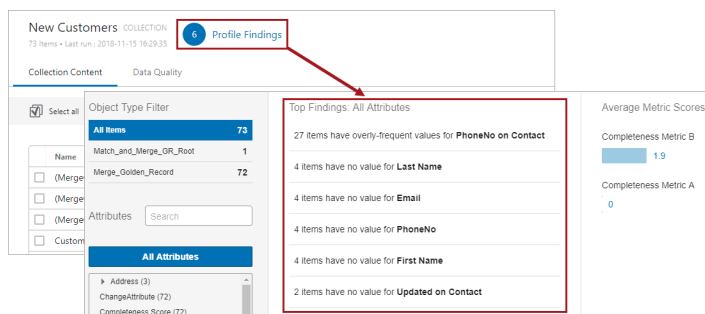 New Customers COLLECTION
73 Items • Last run : 2018-11-15 16:29:35
6 Profile Findings
Collection Content Data Quality
Select all
Name
(Merge
(Merge
(Merge
Custom
Object Type Filter
All Items 73
Match_and_Merge_GR_Root 1
Merge_Golden_Record 72
Attributes Search
All Attributes
Address (3)
ChangeAttribute (72)
Completeness Score (72)
Top Findings: All Attributes
27 items have overly-frequent values for PhoneNo on Contact
4 items have no value for Last Name
4 items have no value for Email
4 items have no value for PhoneNo
4 items have no value for First Name
2 items have no value for Updated on Contact
Average Metric Scores
Completeness Metric B
1.9
Completeness Metric A
0